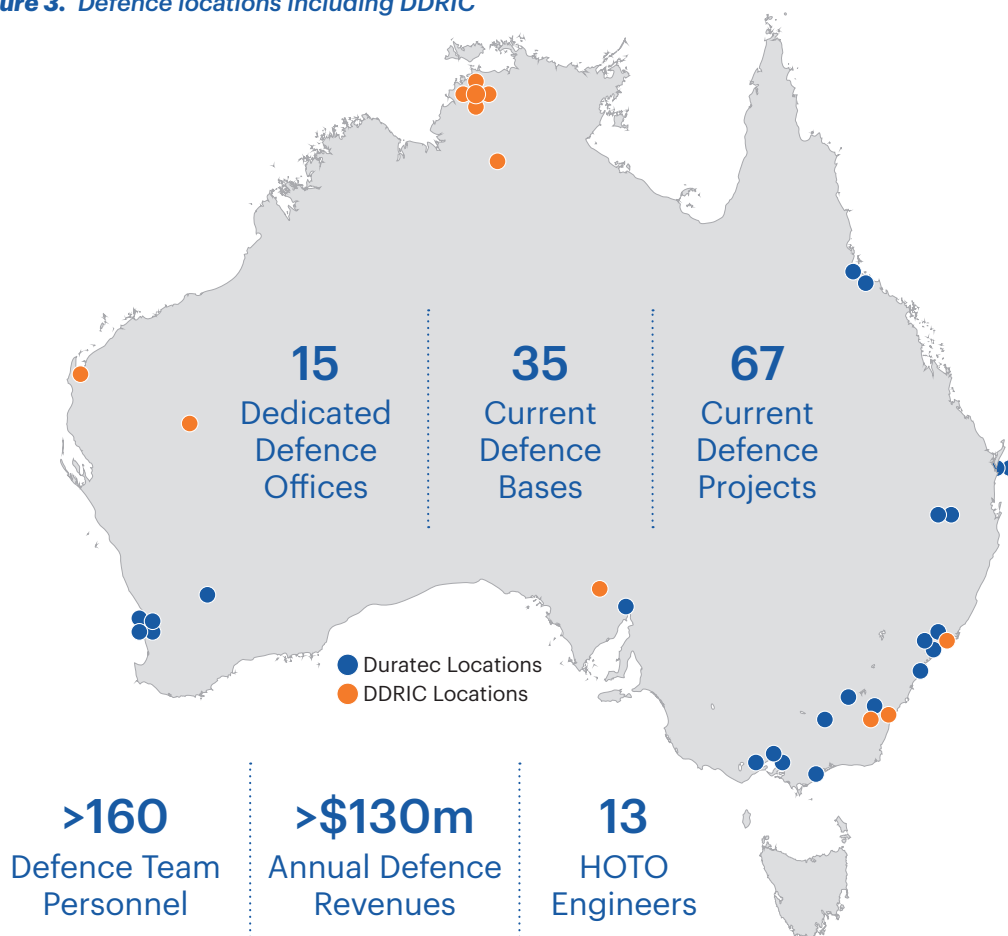 Defence locations including DDRIC
15
Dedicated
Defence
Offices
35
Current
Defence
Bases
67
Current
Defence
Projects
Duratec Locations
DDRIC Locations
>160
Defence Team
Personnel
>$130m
Annual Defence
Revenues
13
HOTO
Engineers